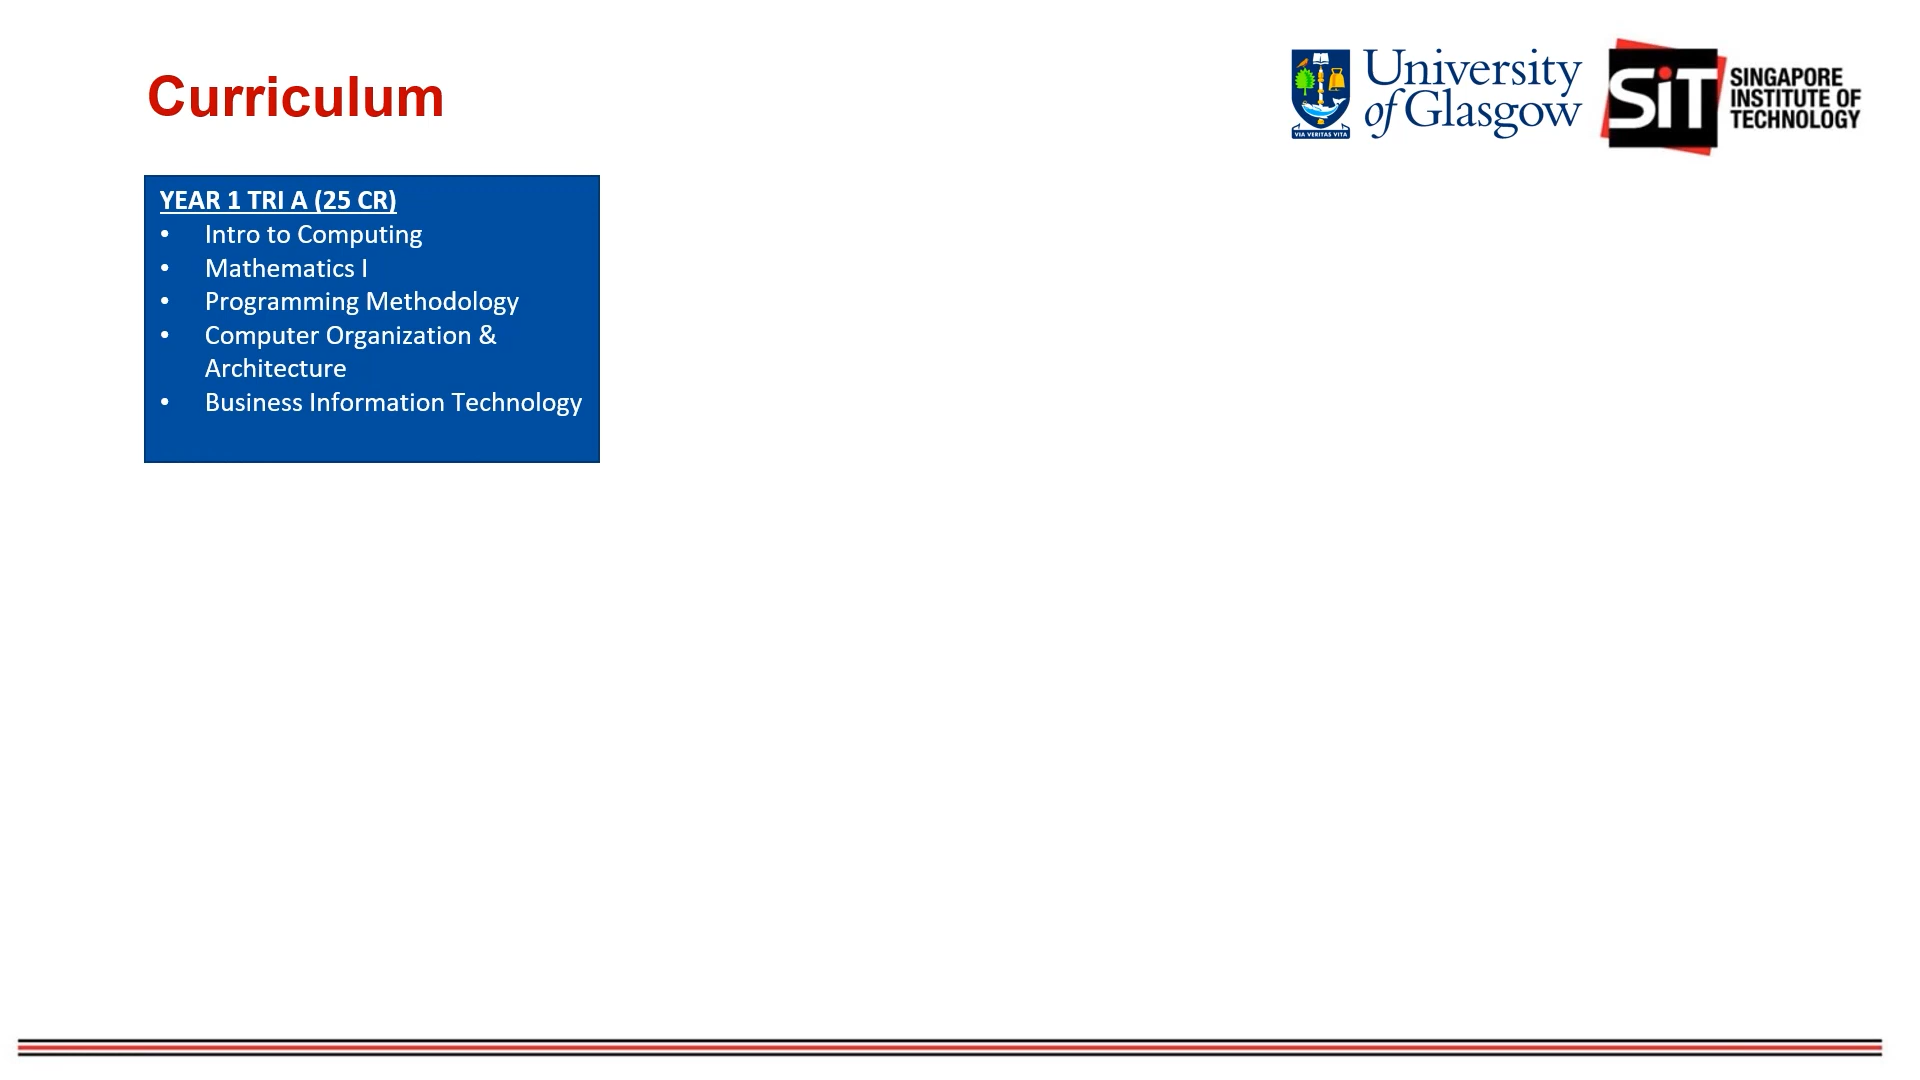 Curriculum
University
of Glasgow
VIA VERITAS VITA
SiT
SINGAPORE
INSTITUTE OF
TECHNOLOGY
YEAR 1 TRI A (25 CR)
• Intro to Computing
• Mathematics I
• Programming Methodology
• Computer Organization &
Architecture
• Business Information Technology